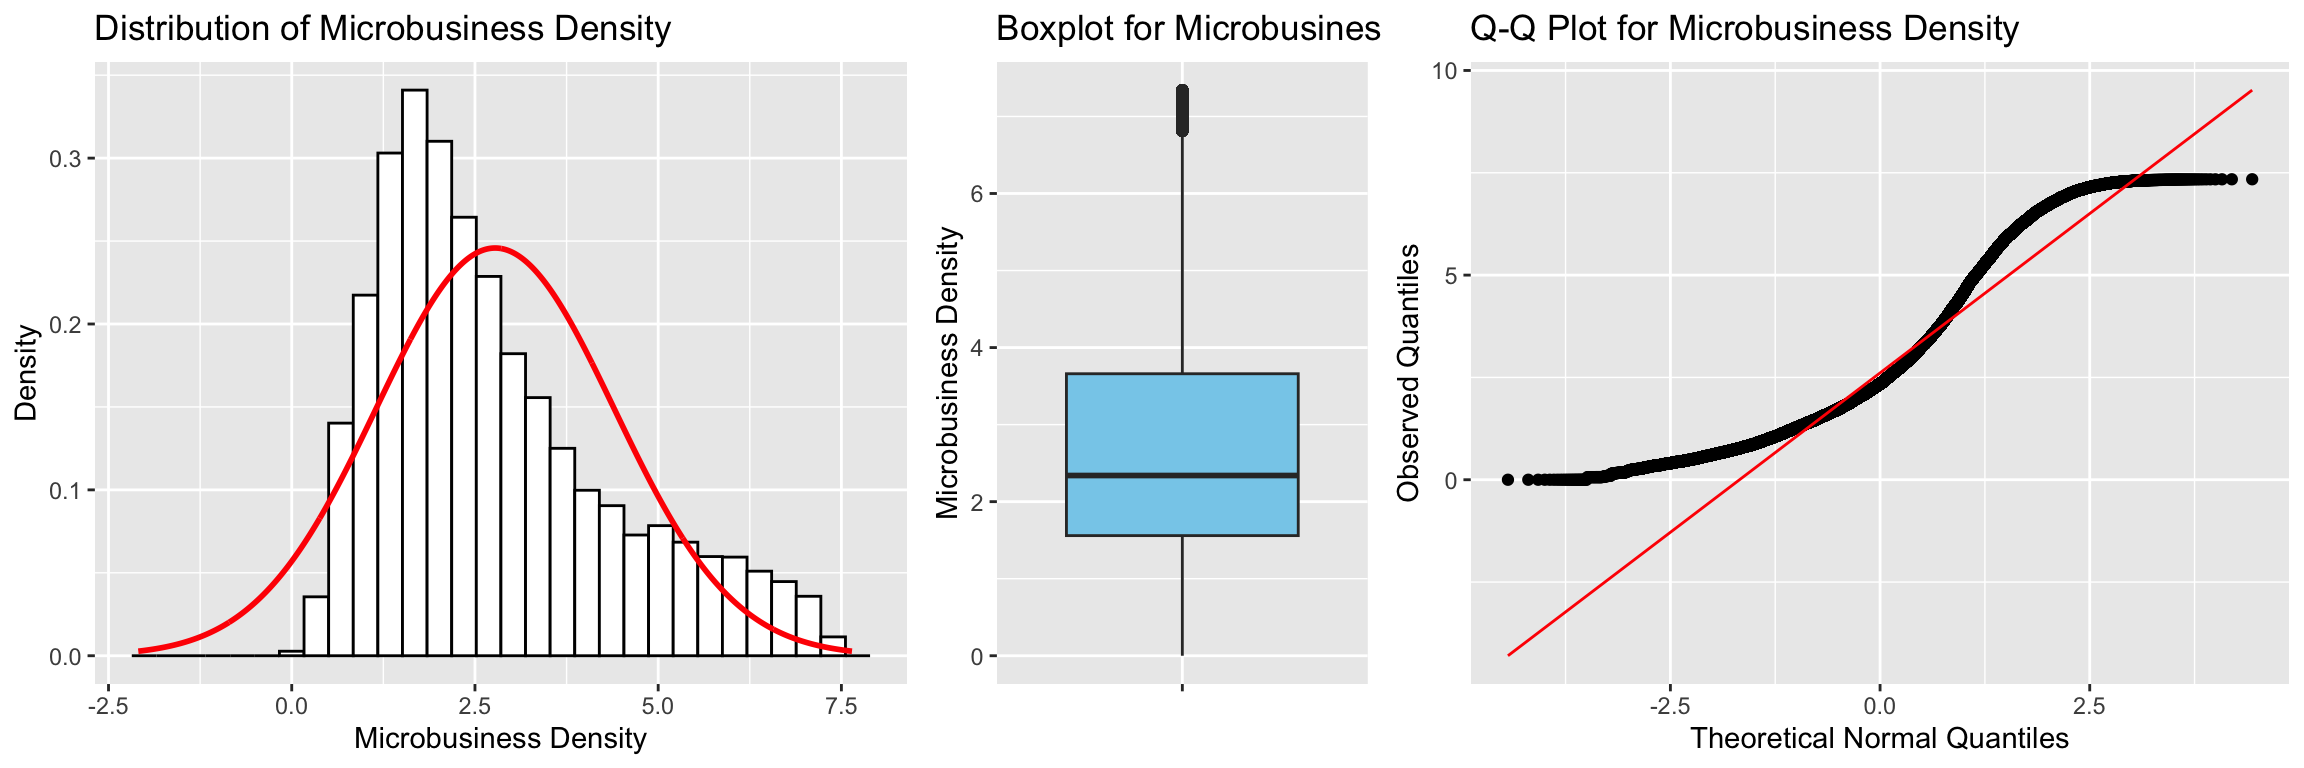 Distribution of Microbusiness Density
0.3
0.2
0.1
0.0
Density
-2.5 0.0 2.5 5.0 7.5
Microbusiness Density
Boxplot for Microbusines
6
4
2
0
Microbusiness Density
Q-Q Plot for Microbusiness Density
10
5
0
Observed Quantiles
-2.5 0.0 2.5
Theoretical Normal Quantiles